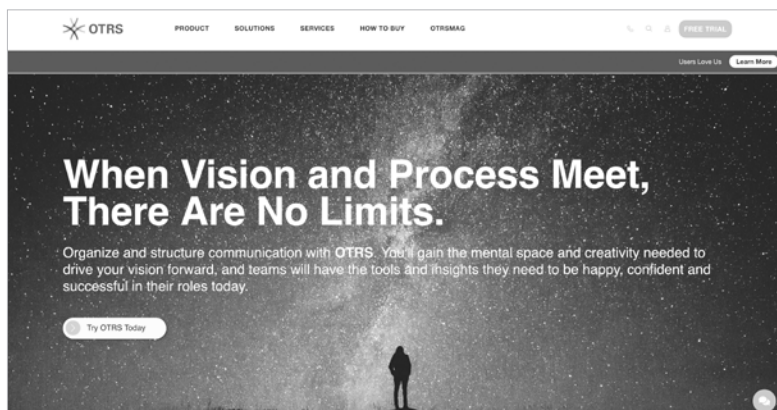 OTRS
PRODUCT SOLUTIONS SERVICES HOW TO BUY OTRSMAG
FREE TRIAL
Users Love Us Learn More
When Vision and Process Meet,
There Are No Limits.
Organize and structure communication with OTRS. You'll gain the mental space and creativity needed to
drive your vision forward, and teams will have the tools and insights they need to be happy, confident and
successful in their roles today.
Try OTRS Today